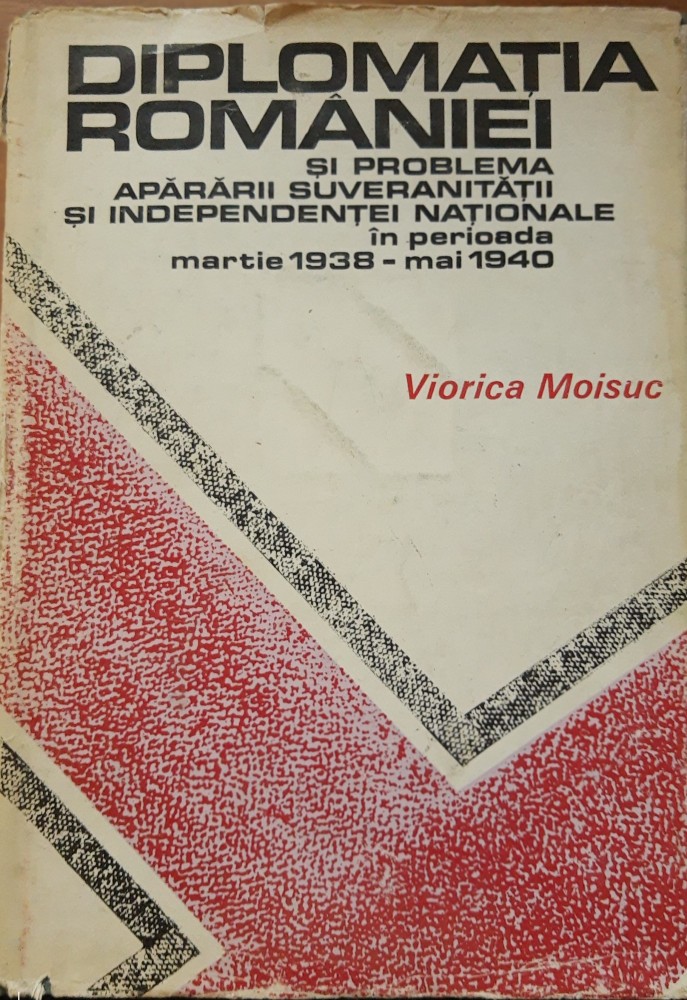 DIPLOMAȚIA
ROMÂNIEI
ȘI PROBLEMA
APĂRĂRII SUVERANITĂȚII
ȘI INDEPENDENȚEI NAȚIONALE
în perioada
martie 1938 - mai 1940
Viorica Moisuc